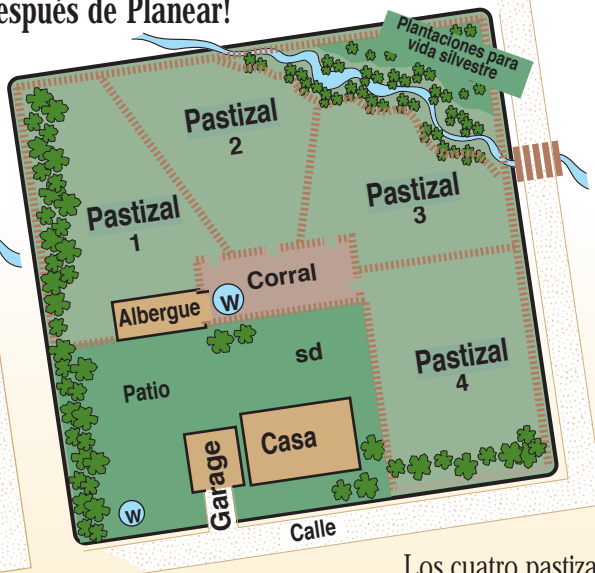 espués de Planear!
Plantaciones para
vida silvestre
Pastizal
2
Pastizal
3
Pastizal
1
Corral
W
Albergue
Pastizal
4
sd
Patio
Casa
Garage
W
Calle
Los cuatro pastiza